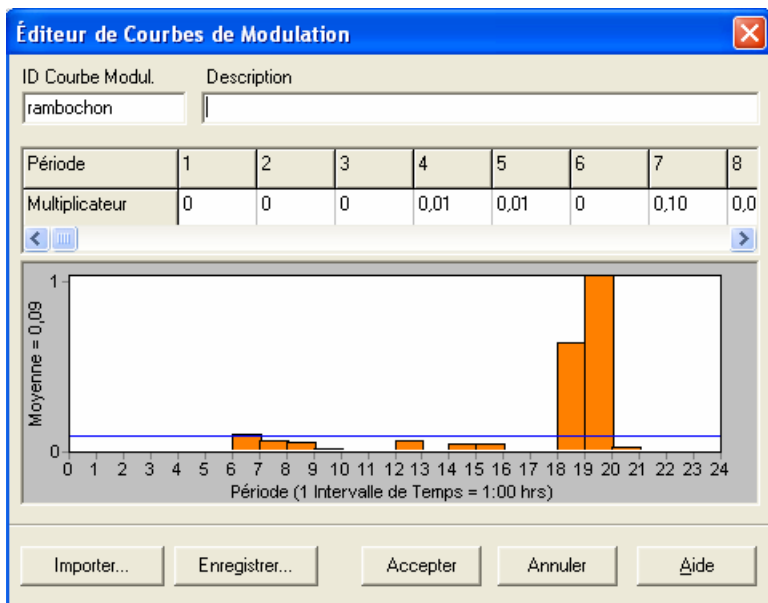 Éditeur de Courbes de Modulation
ID Courbe Modul. Description
rambochon
Période 1 2 3 4 5 6 7 8
Multiplicateur 0 0 0 0,01 0,01 0 0,10 0,0
1
Moyenne = 0,09
0
0 1 2 3 4 5 6 7 8 9 10 11 12 13 14 15 16 17 18 19 20 21 22 23 24
Période (1 Intervalle de Temps = 1:00 hrs)
Importer... Enregistrer... Accepter Annuler Aide